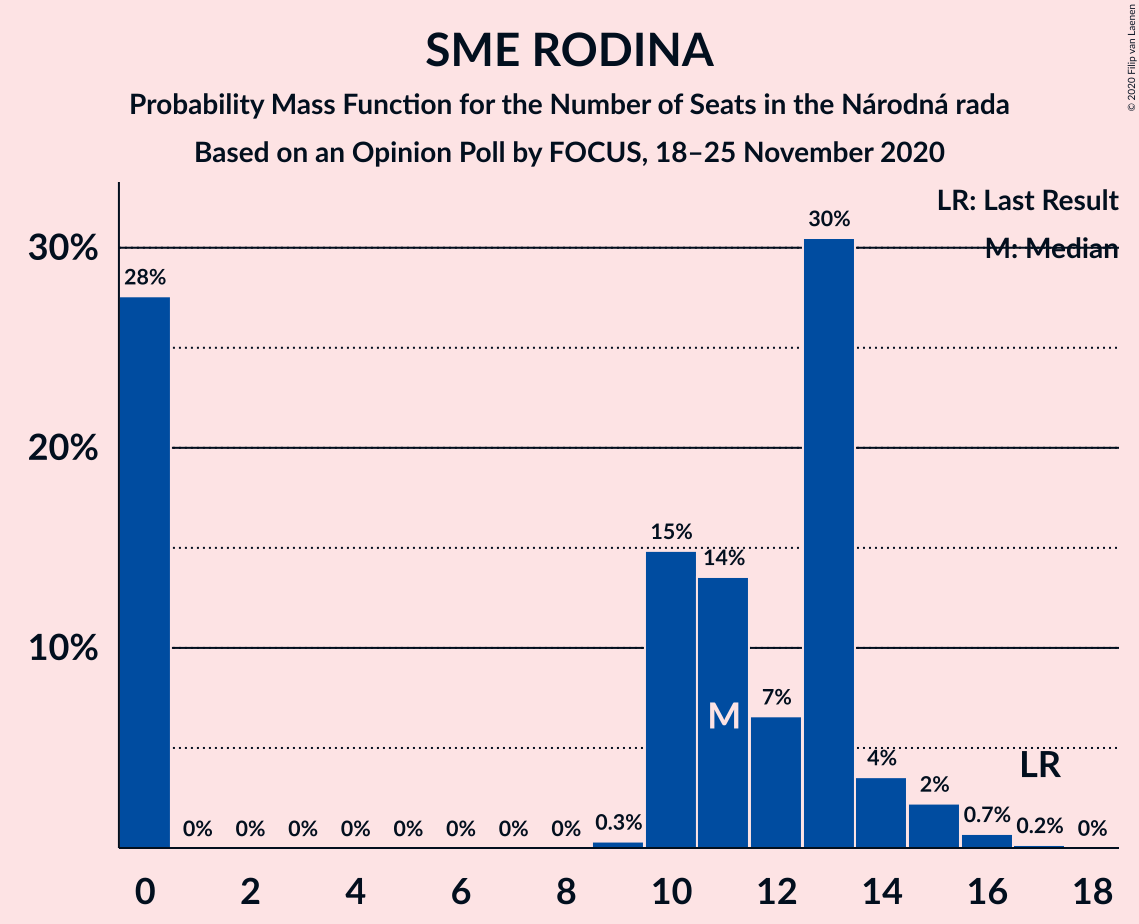 SME RODINA
Probability Mass Function for the Number of Seats in the Národná rada
Based on an Opinion Poll by FOCUS, 18–25 November 2020
© 2020 Filip van Laenen
LR: Last Result
M: Median
30%
20%
10%
28%
0%
0%
0%
0%
0%
0%
0%
0%
0.3%
15%
14%
7%
30%
4%
2%
0.7%
0.2%
0%
M
LR
0 2 4 6 8 10 12 14 16 18